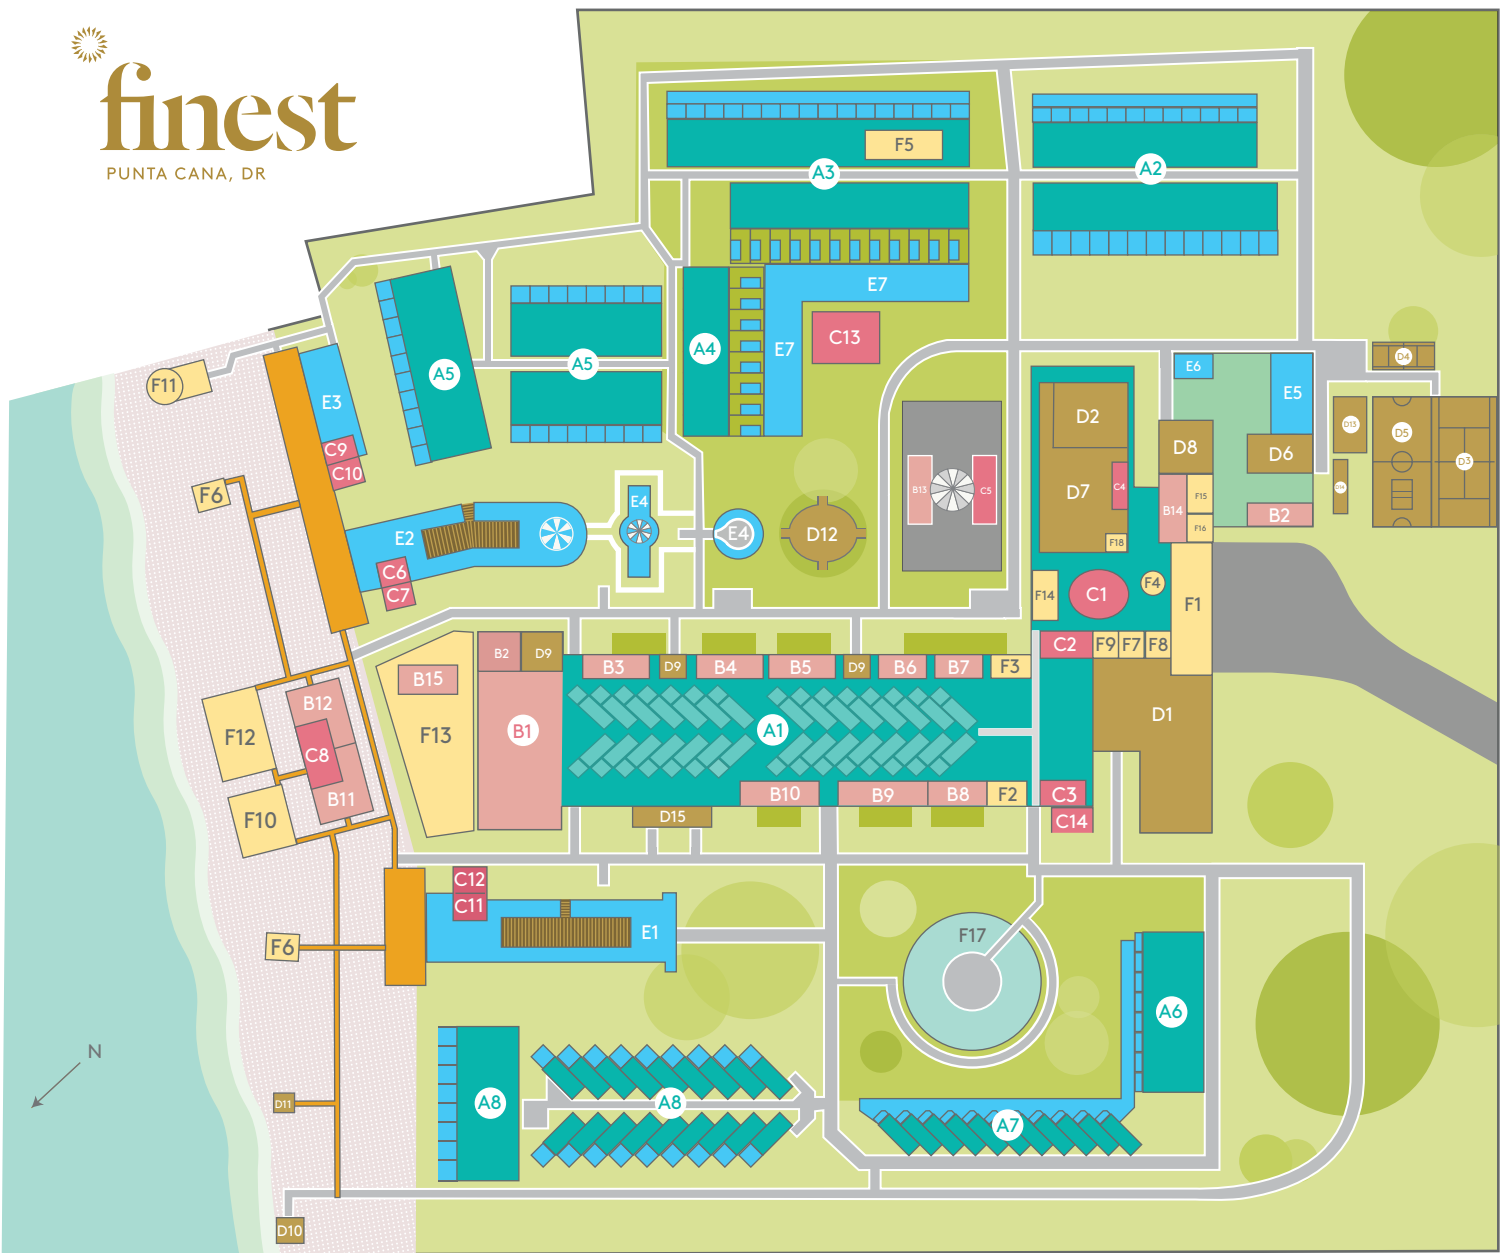 finest
PUNTA CANA, DR
F5
A3
A2
E7
A5
A5
A4
E7
C13
D4
F11
E3
E6
E5
D2
D13
D5
D3
C9
C10
D8
D6
F6
B13
C5
D7
C4
B14
F15
F16
B2
E4
E2
E4
D12
F18
C6
C7
F14
C1
F4
F1
B2
D9
B3
D9
B4
B5
D9
B6
B7
F3
C2
F9
F7
F8
B15
B12
F12
F13
B1
A1
D1
C8
B11
F10
B10
B9
B8
F2
C3
D15
C14
C12
C11
E1
F6
F17
A6
N
D11
A8
A8
A7
D10